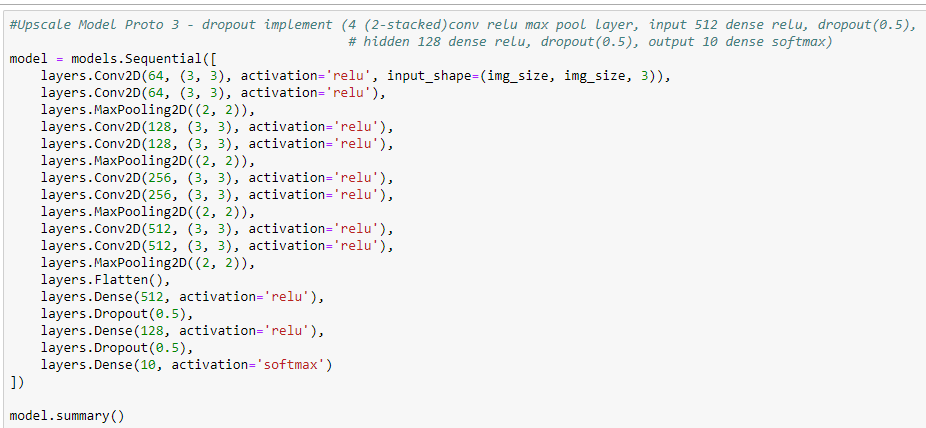 #Upscale Model Proto 3 - dropout implement (4 (2-stacked)conv relu max pool layer, input 512 dense relu, dropout(0.5),
# hidden 128 dense relu, dropout(0.5), output 10 dense softmax)
model = models.Sequential([
    layers.Conv2D(64, (3, 3), activation='relu', input_shape=(img_size, img_size, 3)),
    layers.Conv2D(64, (3, 3), activation='relu'),
    layers.MaxPooling2D((2, 2)),
    layers.Conv2D(128, (3, 3), activation='relu'),
    layers.Conv2D(128, (3, 3), activation='relu'),
    layers.MaxPooling2D((2, 2)),
    layers.Conv2D(256, (3, 3), activation='relu'),
    layers.Conv2D(256, (3, 3), activation='relu'),
    layers.MaxPooling2D((2, 2)),
    layers.Conv2D(512, (3, 3), activation='relu'),
    layers.Conv2D(512, (3, 3), activation='relu'),
    layers.MaxPooling2D((2, 2)),
    layers.Flatten(),
    layers.Dense(512, activation='relu'),
    layers.Dropout(0.5),
    layers.Dense(128, activation='relu'),
    layers.Dropout(0.5),
    layers.Dense(10, activation='softmax')
])
model.summary()